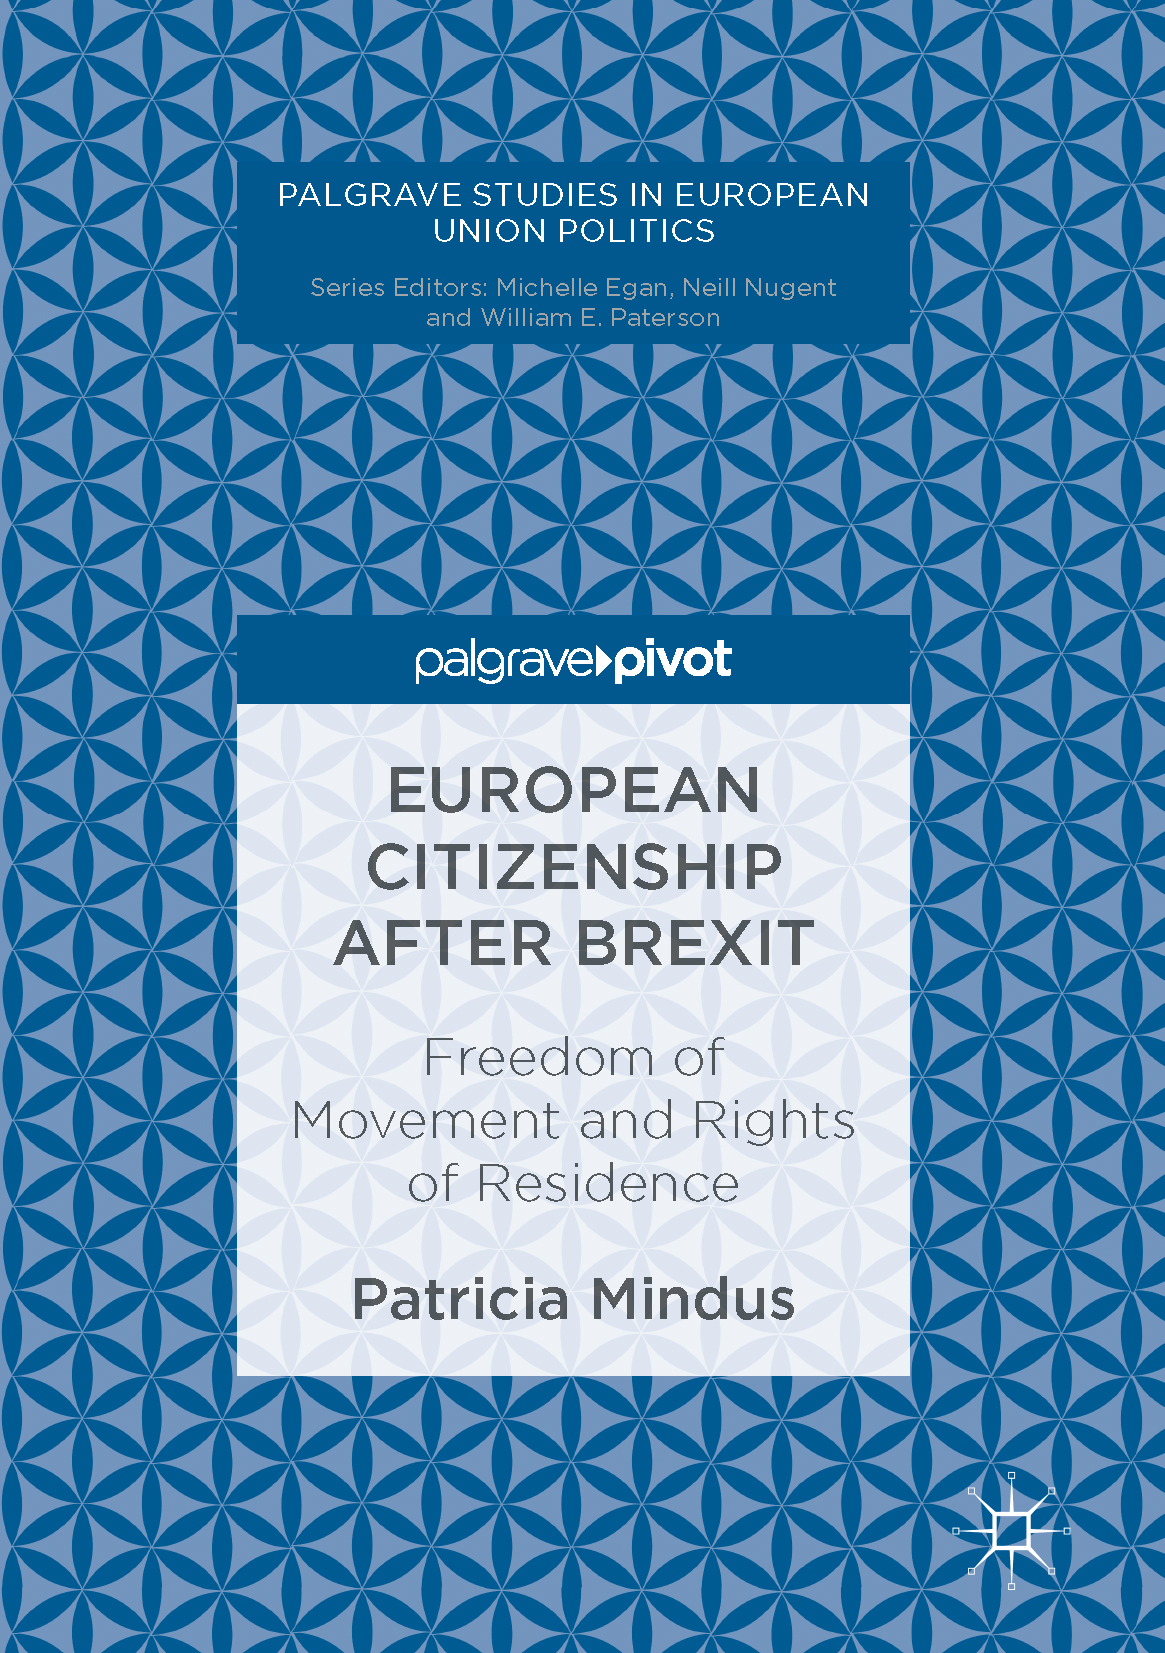 PALGRAVE STUDIES IN EUROPEAN
UNION POLITICS
Series Editors: Michelle Egan, Neill Nugent
and William E. Paterson
palgrave pivot
EUROPEAN
CITIZENSHIP
AFTER BREXIT
Freedom of
Movement and Rights
of Residence
Patricia Mindus